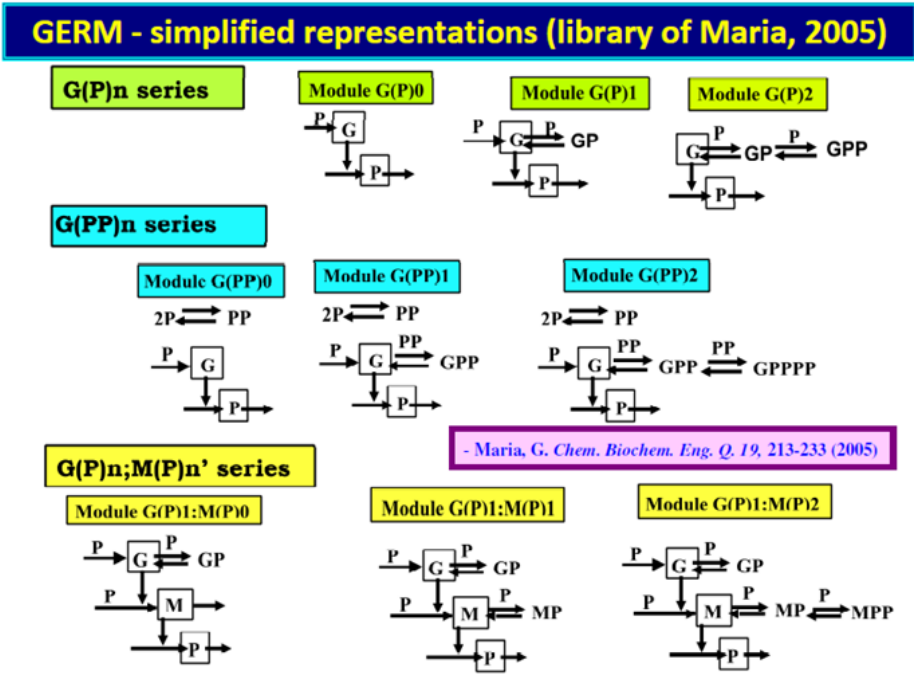 GERM - simplified representations (library of Maria, 2005)
G(P)n series
Module G(P)0
Module G(P)1
Module G(P)2
P G
P
P G P GP
P
G P GP P GPP
P
G(PP)n series
Module G(PP)0
Module G(PP)1
Module G(PP)2
2P PP
2P PP
2P PP
P G
P
P G PP GPP
P
P G PP GPP PP GPPPP
P
- Maria, G. Chem. Biochem. Eng. Q. 19, 213-233 (2005)
G(P)n;M(P)n' series
Module G(P)1:M(P)0
Module G(P)1:M(P)1
Module G(P)1:M(P)2
P G P GP
P M
P
P G P GP
P M P MP
P
P G P GP
P M P MP P MPP
P